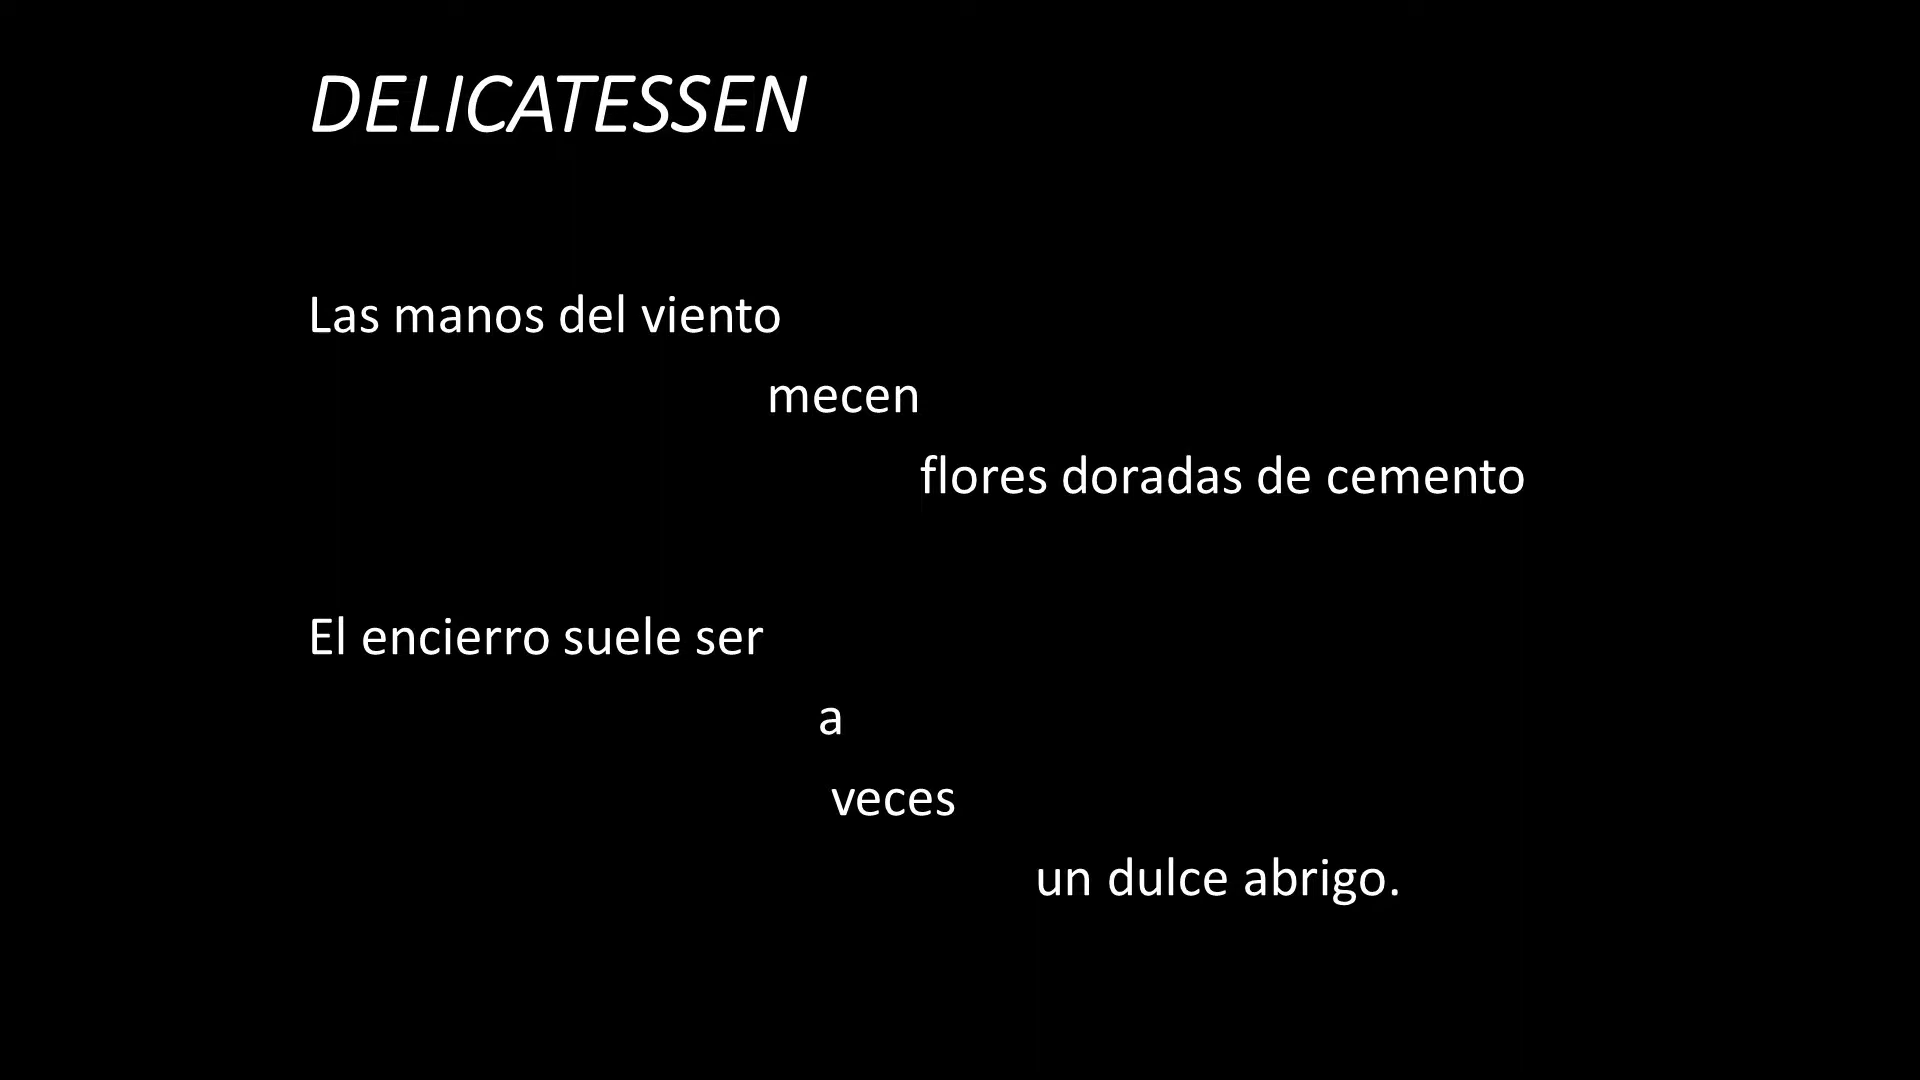 DELICATESSEN
Las manos del viento
mecen
flores doradas de cemento
El encierro suele ser
a
veces
un dulce abrigo.